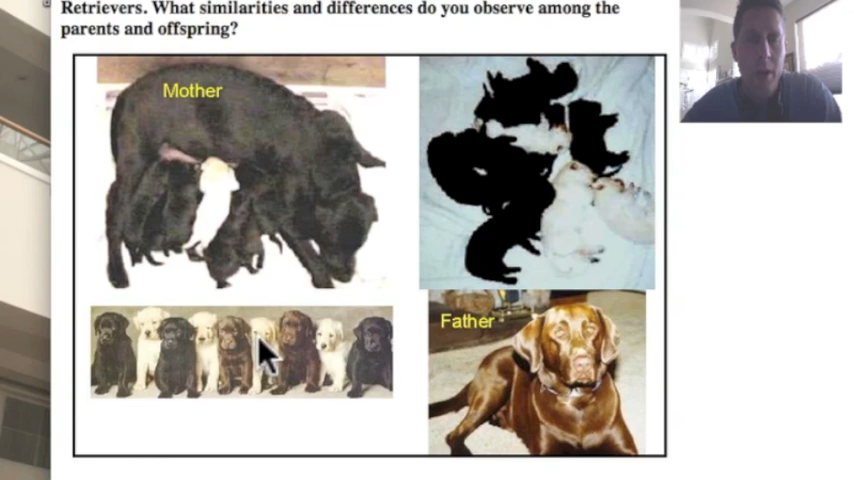 Retrievers. What similarities and differences do you observe among the
parents and offspring?
Mother
Father